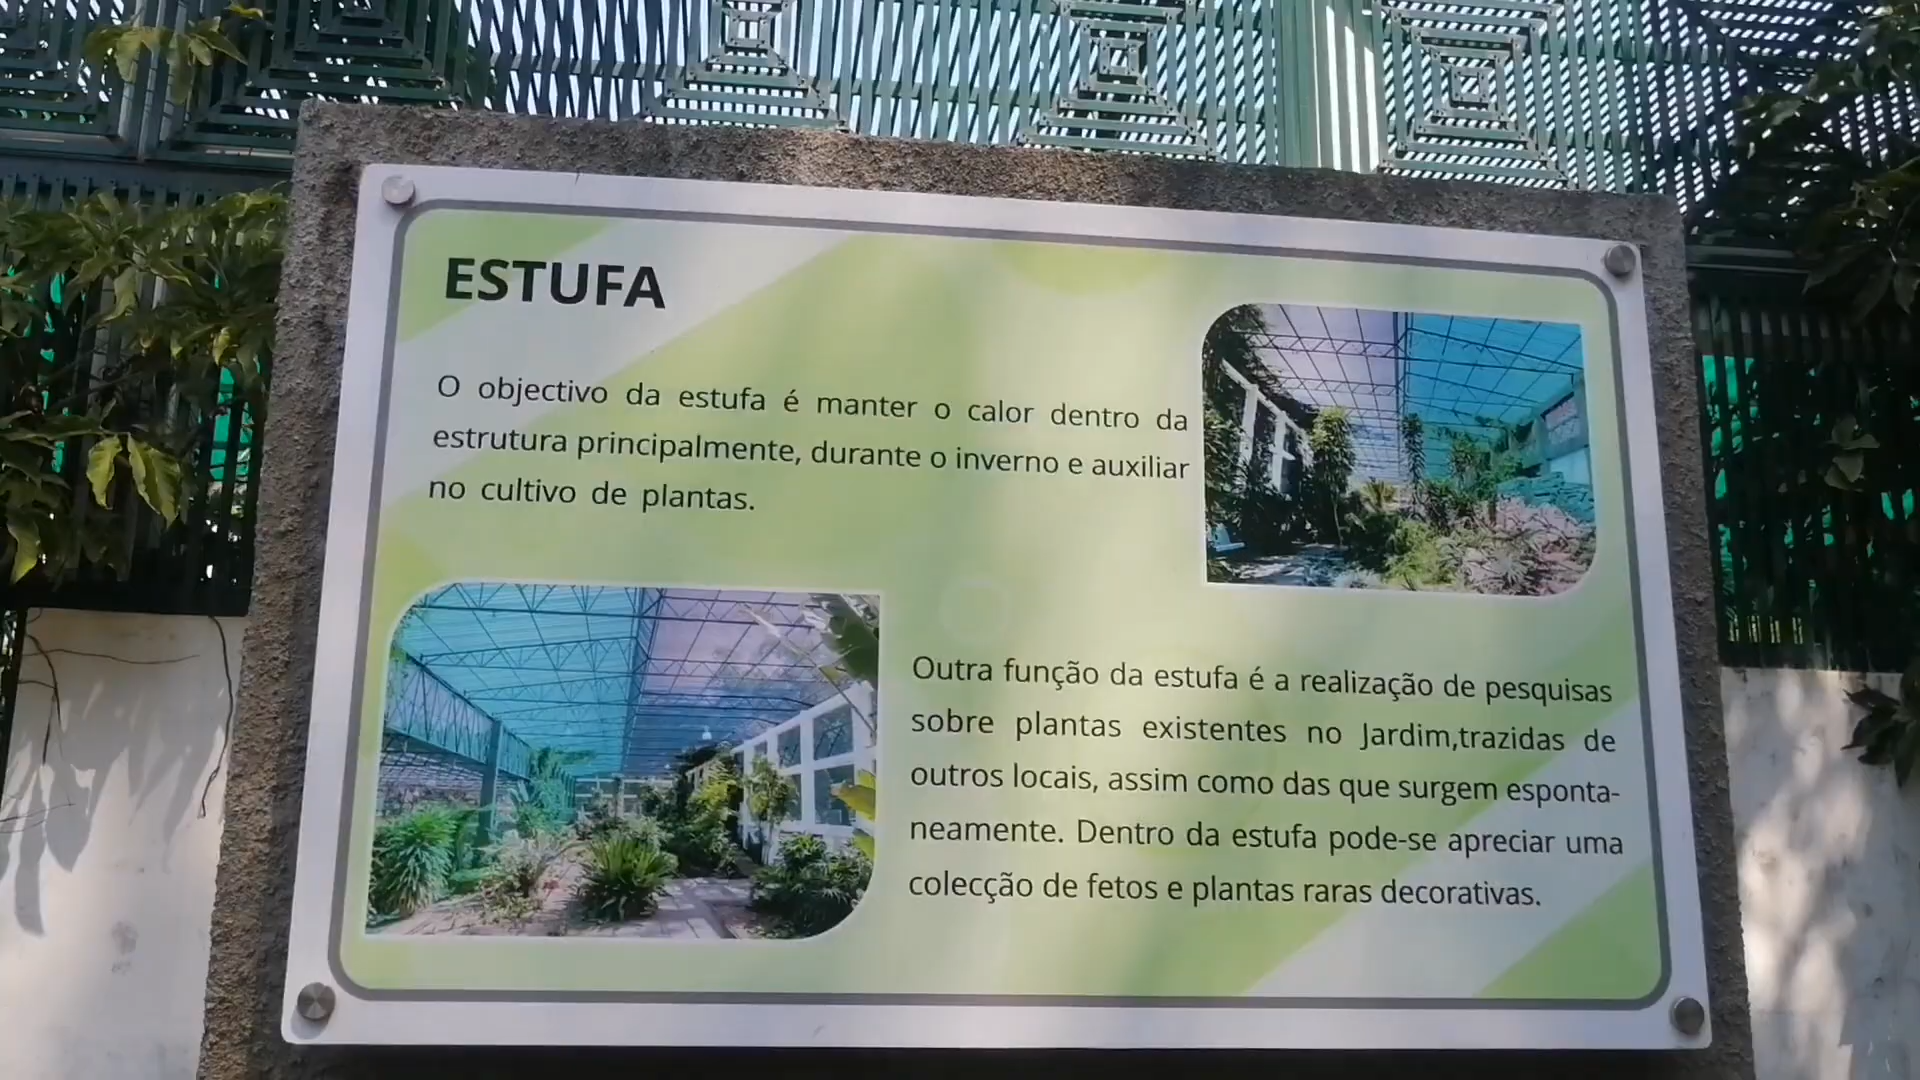 ESTUFA
O objectivo da estufa é manter o calor dentro da
estrutura principalmente, durante o inverno e auxiliar
no cultivo de plantas.
Outra função da estufa é a realização de pesquisas
sobre plantas existentes no Jardim,trazidas de
outros locais, assim como das que surgem esponta-
neamente. Dentro da estufa pode-se apreciar uma
colecção de fetos e plantas raras decorativas.